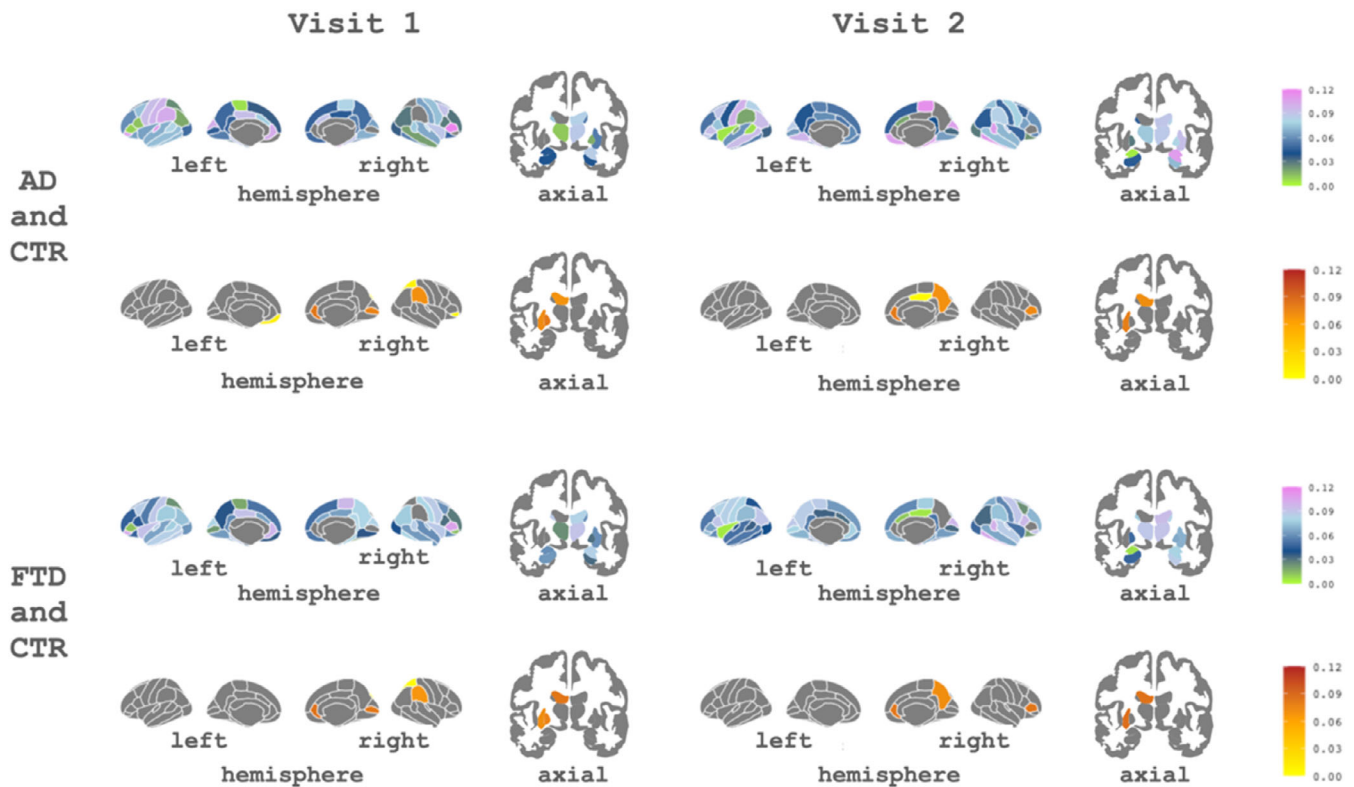 Visit 1 Visit 2
AD
and
CTR
left right axial left right axial
hemisphere hemisphere
0.12
0.09
0.06
0.03
0.00
left right axial left right axial
hemisphere hemisphere
0.12
0.09
0.06
0.03
0.00
FTD
and
CTR
left right axial left right axial
hemisphere hemisphere
0.12
0.09
0.06
0.03
0.00
left right axial left right axial
hemisphere hemisphere
0.12
0.09
0.06
0.03
0.00